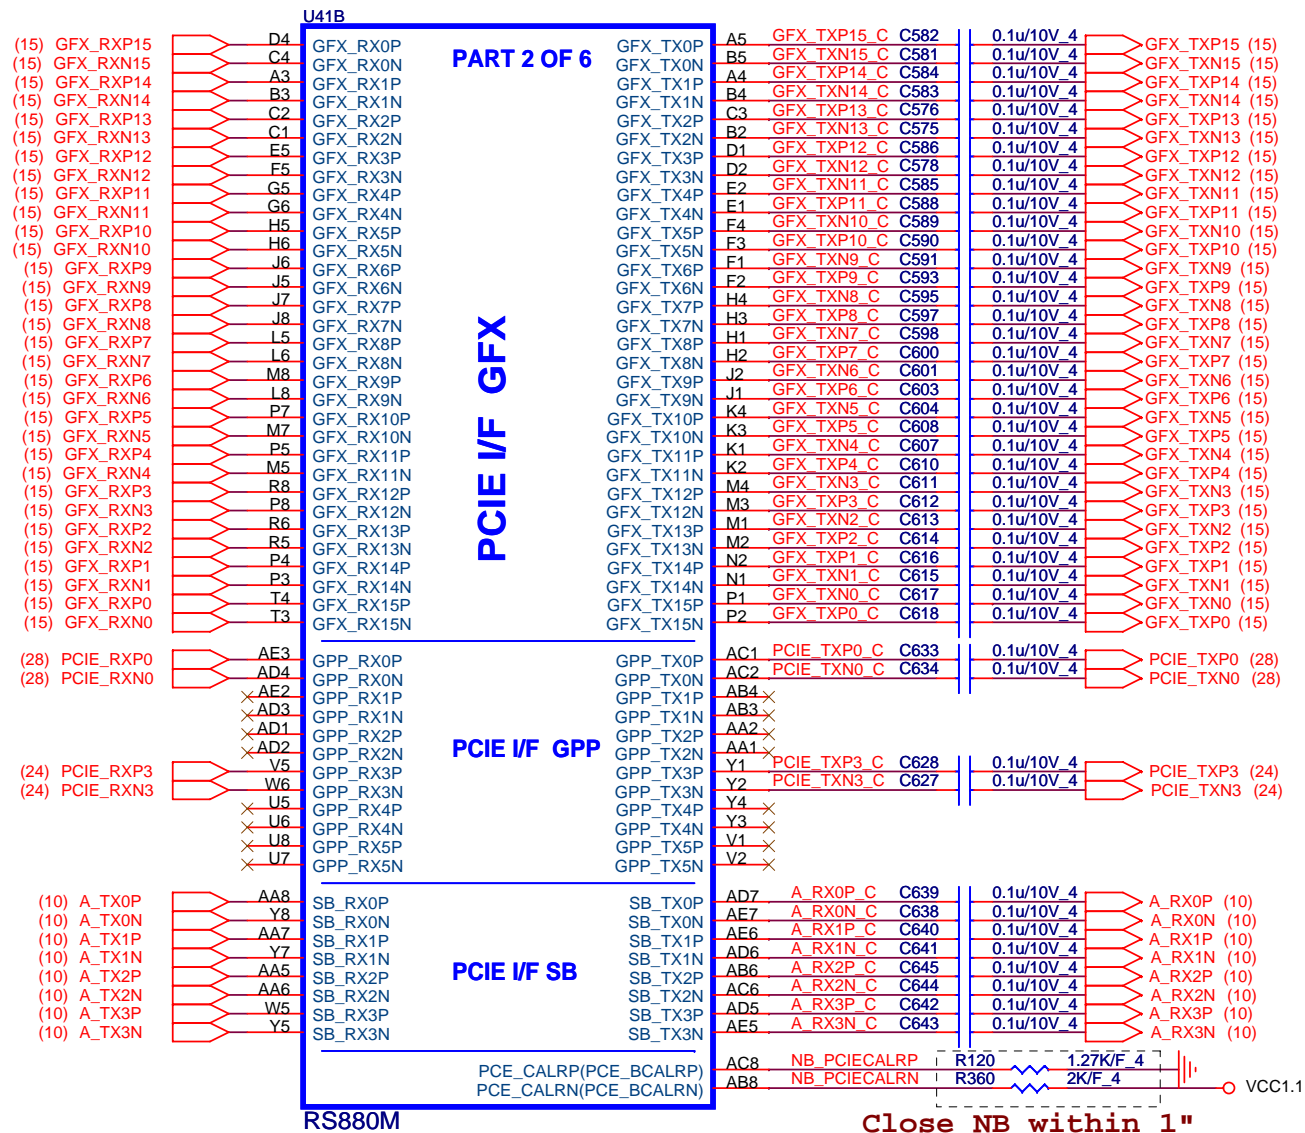 U41B
PART 2 OF 6
(15) GFX_RXP15 D4 GFX_RX0P GFX_TX0P A5 GFX_TXP15_C C582 0.1u/10V_4 GFX_TXP15 (15)
(15) GFX_RXN15 C4 GFX_RX0N GFX_TX0N B5 GFX_TXN15_C C581 0.1u/10V_4 GFX_TXN15 (15)
(15) GFX_RXP14 A3 GFX_RX1P GFX_TX1P A4 GFX_TXP14_C C584 0.1u/10V_4 GFX_TXP14 (15)
(15) GFX_RXN14 B3 GFX_RX1N GFX_TX1N B4 GFX_TXN14_C C583 0.1u/10V_4 GFX_TXN14 (15)
(15) GFX_RXP13 C2 GFX_RX2P GFX_TX2P C3 GFX_TXP13_C C576 0.1u/10V_4 GFX_TXP13 (15)
(15) GFX_RXN13 C1 GFX_RX2N GFX_TX2N B2 GFX_TXN13_C C575 0.1u/10V_4 GFX_TXN13 (15)
(15) GFX_RXP12 E5 GFX_RX3P GFX_TX3P D1 GFX_TXP12_C C586 0.1u/10V_4 GFX_TXP12 (15)
(15) GFX_RXN12 F5 GFX_RX3N GFX_TX3N D2 GFX_TXN12_C C578 0.1u/10V_4 GFX_TXN12 (15)
(15) GFX_RXP11 G5 GFX_RX4P GFX_TX4P E2 GFX_TXN11_C C585 0.1u/10V_4 GFX_TXN11 (15)
(15) GFX_RXN11 G6 GFX_RX4N GFX_TX4N E1 GFX_TXP11_C C588 0.1u/10V_4 GFX_TXP11 (15)
(15) GFX_RXP10 H5 GFX_RX5P GFX_TX5P F4 GFX_TXN10_C C589 0.1u/10V_4 GFX_TXN10 (15)
(15) GFX_RXN10 H6 GFX_RX5N GFX_TX5N F3 GFX_TXP10_C C590 0.1u/10V_4 GFX_TXP10 (15)
(15) GFX_RXP9 J6 GFX_RX6P GFX_TX6P F1 GFX_TXN9_C C591 0.1u/10V_4 GFX_TXN9 (15)
(15) GFX_RXN9 J5 GFX_RX6N GFX_TX6N F2 GFX_TXP9_C C593 0.1u/10V_4 GFX_TXP9 (15)
(15) GFX_RXP8 J7 GFX_RX7P GFX_TX7P H4 GFX_TXN8_C C595 0.1u/10V_4 GFX_TXN8 (15)
(15) GFX_RXN8 J8 GFX_RX7N GFX_TX7N H3 GFX_TXP8_C C597 0.1u/10V_4 GFX_TXP8 (15)
(15) GFX_RXP7 L5 GFX_RX8P GFX_TX8P H1 GFX_TXN7_C C598 0.1u/10V_4 GFX_TXN7 (15)
(15) GFX_RXN7 L6 GFX_RX8N GFX_TX8N H2 GFX_TXP7_C C600 0.1u/10V_4 GFX_TXP7 (15)
(15) GFX_RXP6 M8 GFX_RX9P GFX_TX9P J2 GFX_TXN6_C C601 0.1u/10V_4 GFX_TXN6 (15)
(15) GFX_RXN6 L8 GFX_RX9N GFX_TX9N J1 GFX_TXP6_C C603 0.1u/10V_4 GFX_TXP6 (15)
(15) GFX_RXP5 P7 GFX_RX10P GFX_TX10P K4 GFX_TXN5_C C604 0.1u/10V_4 GFX_TXN5 (15)
(15) GFX_RXN5 M7 GFX_RX10N GFX_TX10N K3 GFX_TXP5_C C608 0.1u/10V_4 GFX_TXP5 (15)
(15) GFX_RXP4 P5 GFX_RX11P GFX_TX11P K1 GFX_TXN4_C C607 0.1u/10V_4 GFX_TXN4 (15)
(15) GFX_RXN4 M5 GFX_RX11N GFX_TX11N K2 GFX_TXP4_C C610 0.1u/10V_4 GFX_TXP4 (15)
(15) GFX_RXP3 R8 GFX_RX12P GFX_TX12P M4 GFX_TXN3_C C611 0.1u/10V_4 GFX_TXN3 (15)
(15) GFX_RXN3 P8 GFX_RX12N GFX_TX12N M3 GFX_TXP3_C C612 0.1u/10V_4 GFX_TXP3 (15)
(15) GFX_RXP2 R6 GFX_RX13P GFX_TX13P M1 GFX_TXN2_C C613 0.1u/10V_4 GFX_TXN2 (15)
(15) GFX_RXN2 R5 GFX_RX13N GFX_TX13N M2 GFX_TXP2_C C614 0.1u/10V_4 GFX_TXP2 (15)
(15) GFX_RXP1 P4 GFX_RX14P GFX_TX14P N2 GFX_TXP1_C C616 0.1u/10V_4 GFX_TXP1 (15)
(15) GFX_RXN1 P3 GFX_RX14N GFX_TX14N N1 GFX_TXN1_C C615 0.1u/10V_4 GFX_TXN1 (15)
(15) GFX_RXP0 T4 GFX_RX15P GFX_TX15P P1 GFX_TXN0_C C617 0.1u/10V_4 GFX_TXN0 (15)
(15) GFX_RXN0 T3 GFX_RX15N GFX_TX15N P2 GFX_TXP0_C C618 0.1u/10V_4 GFX_TXP0 (15)
PCIE I/F GFX
(28) PCIE_RXP0 AE3 GPP_RX0P GPP_TX0P AC1 PCIE_TXP0_C C633 0.1u/10V_4 PCIE_TXP0 (28)
(28) PCIE_RXN0 AD4 GPP_RX0N GPP_TX0N AC2 PCIE_TXN0_C C634 0.1u/10V_4 PCIE_TXN0 (28)
AE2 GPP_RX1P GPP_TX1P AB4
AD3 GPP_RX1N GPP_TX1N AB3
AD1 GPP_RX2P GPP_TX2P AA2
AD2 GPP_RX2N PCIE I/F GPP GPP_TX2N AA1
(24) PCIE_RXP3 V5 GPP_RX3P GPP_TX3P Y1 PCIE_TXP3_C C628 0.1u/10V_4 PCIE_TXP3 (24)
(24) PCIE_RXN3 W6 GPP_RX3N GPP_TX3N Y2 PCIE_TXN3_C C627 0.1u/10V_4 PCIE_TXN3 (24)
U5 GPP_RX4P GPP_TX4P Y4
U6 GPP_RX4N GPP_TX4N Y3
U8 GPP_RX5P GPP_TX5P V1
U7 GPP_RX5N GPP_TX5N V2
(10) A_TX0P AA8 SB_RX0P SB_TX0P AD7 A_RX0P_C C639 0.1u/10V_4 A_RX0P (10)
(10) A_TX0N Y8 SB_RX0N SB_TX0N AE7 A_RX0N_C C638 0.1u/10V_4 A_RX0N (10)
(10) A_TX1P AA7 SB_RX1P SB_TX1P AE6 A_RX1P_C C640 0.1u/10V_4 A_RX1P (10)
(10) A_TX1N Y7 SB_RX1N SB_TX1N AD6 A_RX1N_C C641 0.1u/10V_4 A_RX1N (10)
(10) A_TX2P AA5 SB_RX2P PCIE I/F SB SB_TX2P AB6 A_RX2P_C C645 0.1u/10V_4 A_RX2P (10)
(10) A_TX2N AA6 SB_RX2N SB_TX2N AC6 A_RX2N_C C644 0.1u/10V_4 A_RX2N (10)
(10) A_TX3P W5 SB_RX3P SB_TX3P AD5 A_RX3P_C C642 0.1u/10V_4 A_RX3P (10)
(10) A_TX3N Y5 SB_RX3N SB_TX3N AE5 A_RX3N_C C643 0.1u/10V_4 A_RX3N (10)
PCE_CALRP(PCE_BCALRP) AC8 NB_PCIECALRP R120 1.27K/F_4
PCE_CALRN(PCE_BCALRN) AB8 NB_PCIECALRN R360 2K/F_4 VCC1.1
RS880M
Close NB within 1"